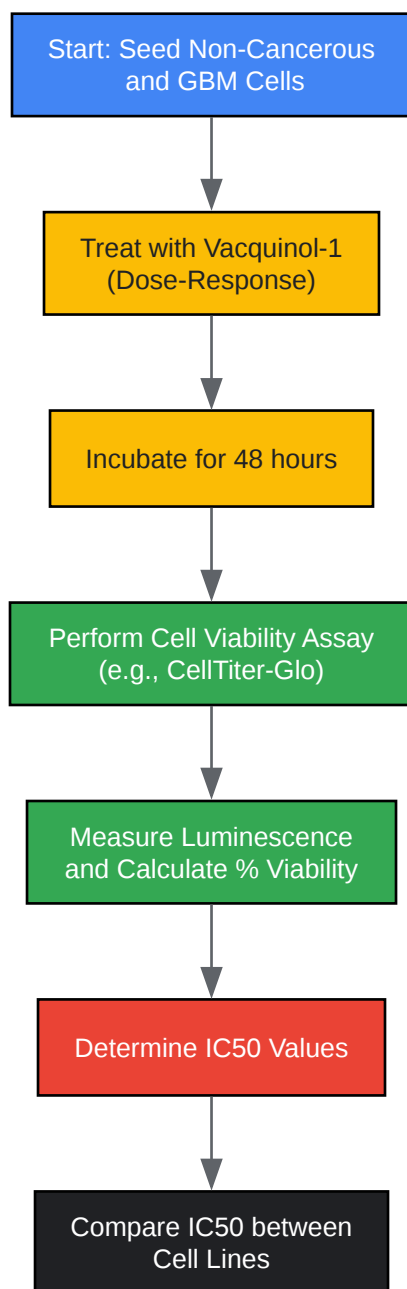 Start: Seed Non-Cancerous
and GBM Cells
Treat with Vacquinol-1
(Dose-Response)
Incubate for 48 hours
Perform Cell Viability Assay
(e.g., CellTiter-Glo)
Measure Luminescence
and Calculate % Viability
Determine IC50 Values
Compare IC50 between
Cell Lines